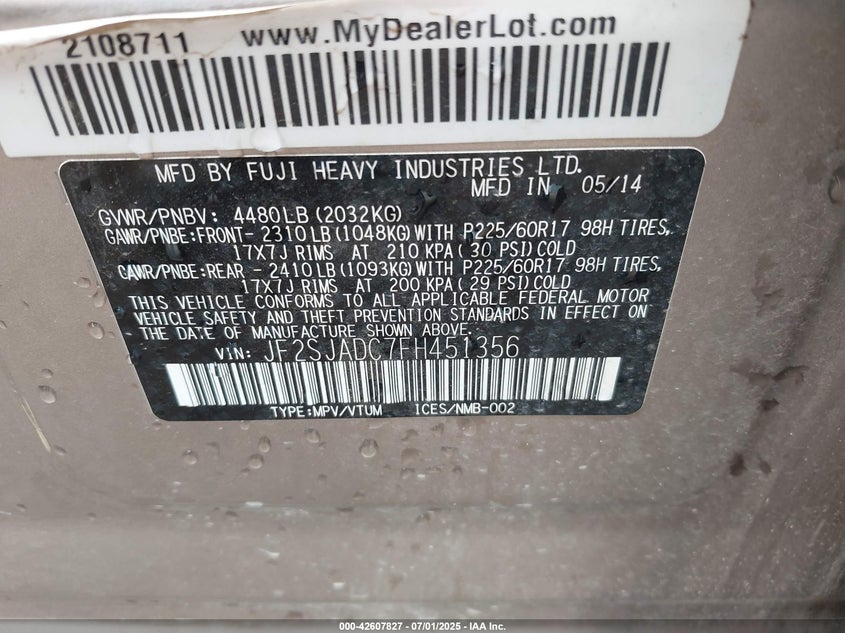 2108711 www.MyDealerLot.com
MFD BY FUJI HEAVY INDUSTRIES LTD.
MFD IN 05/14
GVWR/PNBV: 4480LB (2032KG)
GAWR/PNBE:FRONT- 2310LB (1048KG) WITH P225/60R17 98H TIRES,
17X7J RIMS AT 210 KPA ( 30 PSI) COLD
GAWR/PNBE:REAR - 2410LB (1093KG) WITH P225/60R17 98H TIRES,
17X7J RIMS AT 200 KPA ( 29 PSI) COLD
THIS VEHICLE CONFORMS TO ALL APPLICABLE FEDERAL MOTOR
VEHICLE SAFETY AND THEFT PREVENTION STANDARDS IN EFFECT ON
THE DATE OF MANUFACTURE SHOWN ABOVE.
VIN: JF2SJADC7FH451356
TYPE:MPV/VTUM ICES/NMB-002
000-42607827 - 07/01/2025 - IAA Inc.